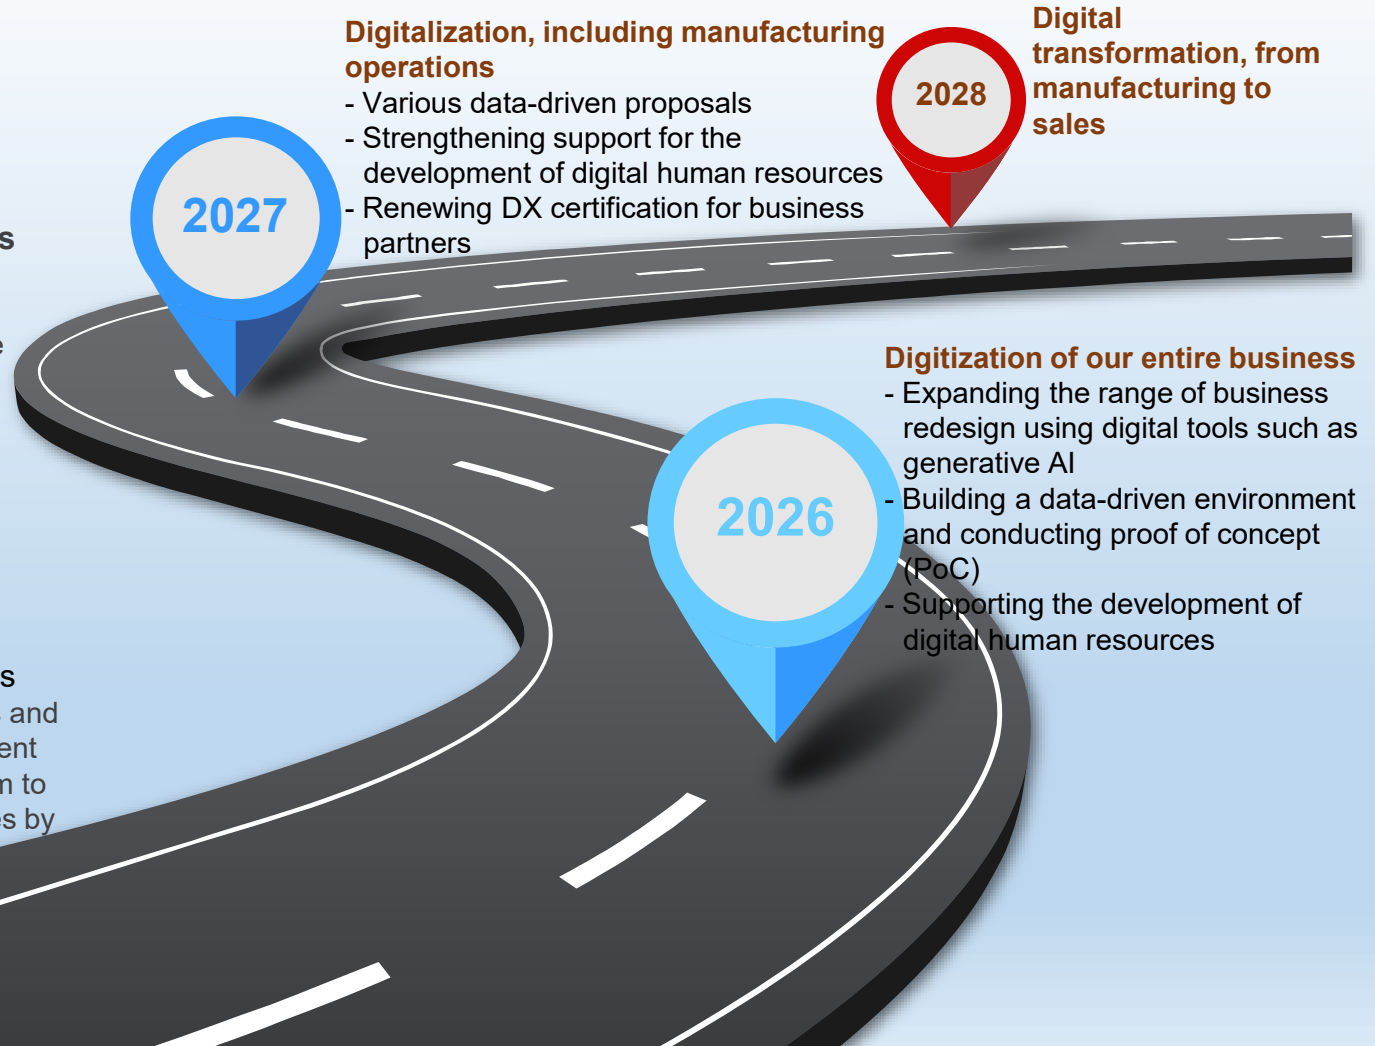 Digitalization, including manufacturing
operations
- Various data-driven proposals
- Strengthening support for the
development of digital human resources
- Renewing DX certification for business
partners
2027
2028
Digital
transformation, from
manufacturing to
sales
Digitization of our entire business
- Expanding the range of business
redesign using digital tools such as
generative AI
- Building a data-driven environment
and conducting proof of concept
(PoC)
- Supporting the development of
digital human resources
2026
and
to
by